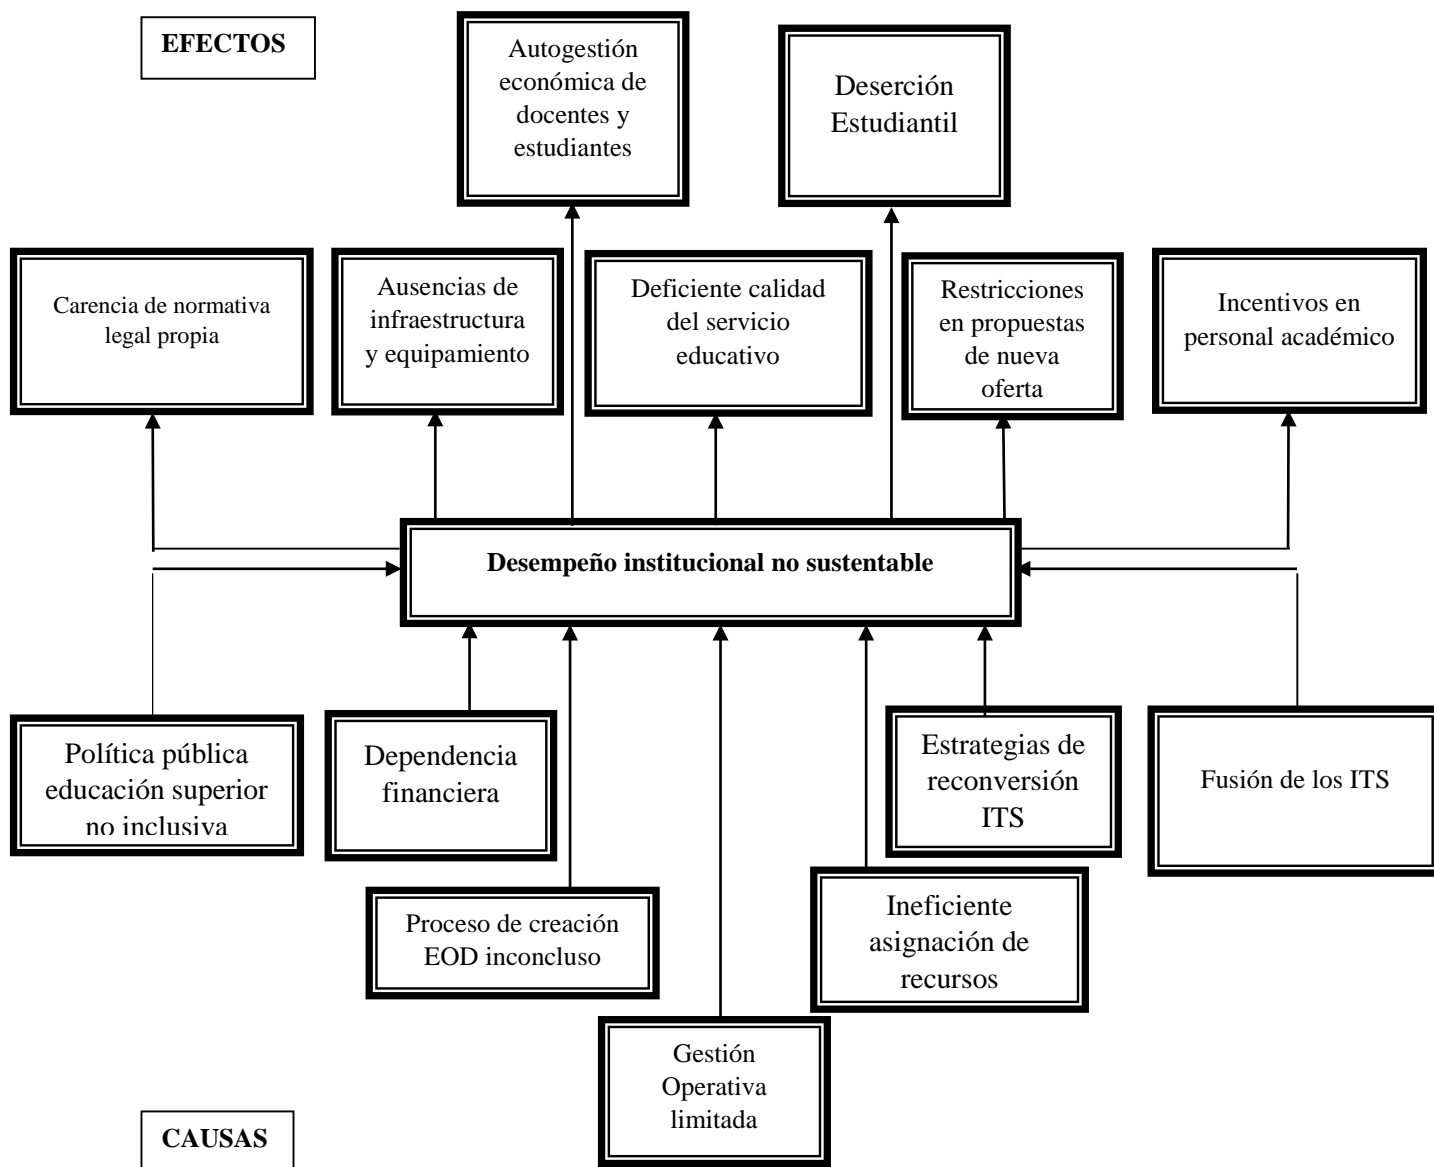 EFECTOS
Autogestión
económica de
docentes y
estudiantes
Deserción
Estudiantil
Carencia de normativa
legal propia
Ausencias de
infraestructura
y equipamiento
Deficiente calidad
del servicio
educativo
Restricciones
en propuestas
de nueva
oferta
Incentivos en
personal académico
Desempeño institucional no sustentable
Política pública
educación superior
no inclusiva
Dependencia
financiera
Estrategias de
reconversión
ITS
Fusión de los ITS
Proceso de creación
EOD inconcluso
Ineficiente
asignación de
recursos
Gestión
Operativa
limitada
CAUSAS